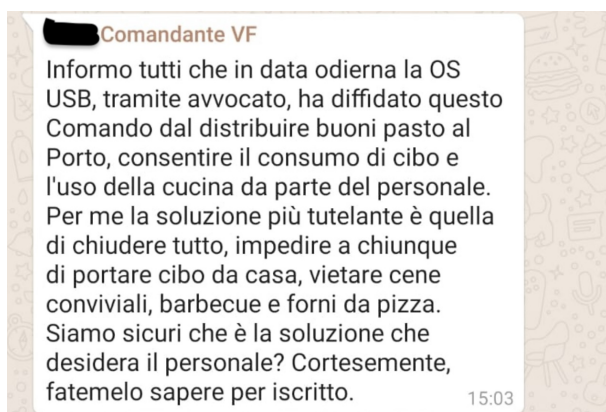 Comandante VF
Informo tutti che in data odierna la OS
USB, tramite avvocato, ha diffidato questo
Comando dal distribuire buoni pasto al
Porto, consentire il consumo di cibo e
l'uso della cucina da parte del personale.
Per me la soluzione più tutelante è quella
di chiudere tutto, impedire a chiunque
di portare cibo da casa, vietare cene
conviviali, barbecue e forni da pizza.
Siamo sicuri che è la soluzione che
desidera il personale? Cortesemente,
fatemelo sapere per iscritto.
15:03